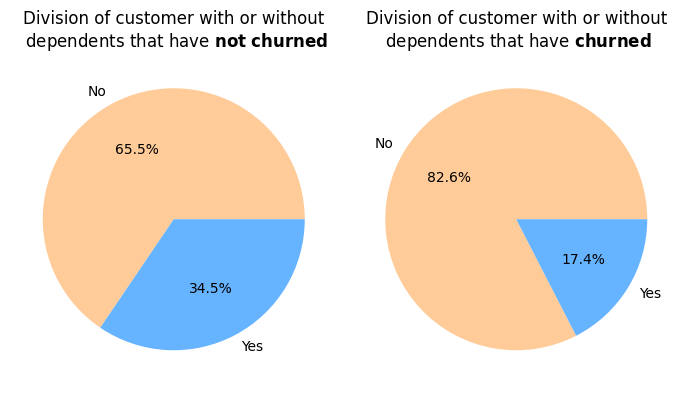 Division of customer with or without
dependents that have not churned
No
65.5%
34.5%
Yes
Division of customer with or without
dependents that have churned
No
82.6%
17.4%
Yes